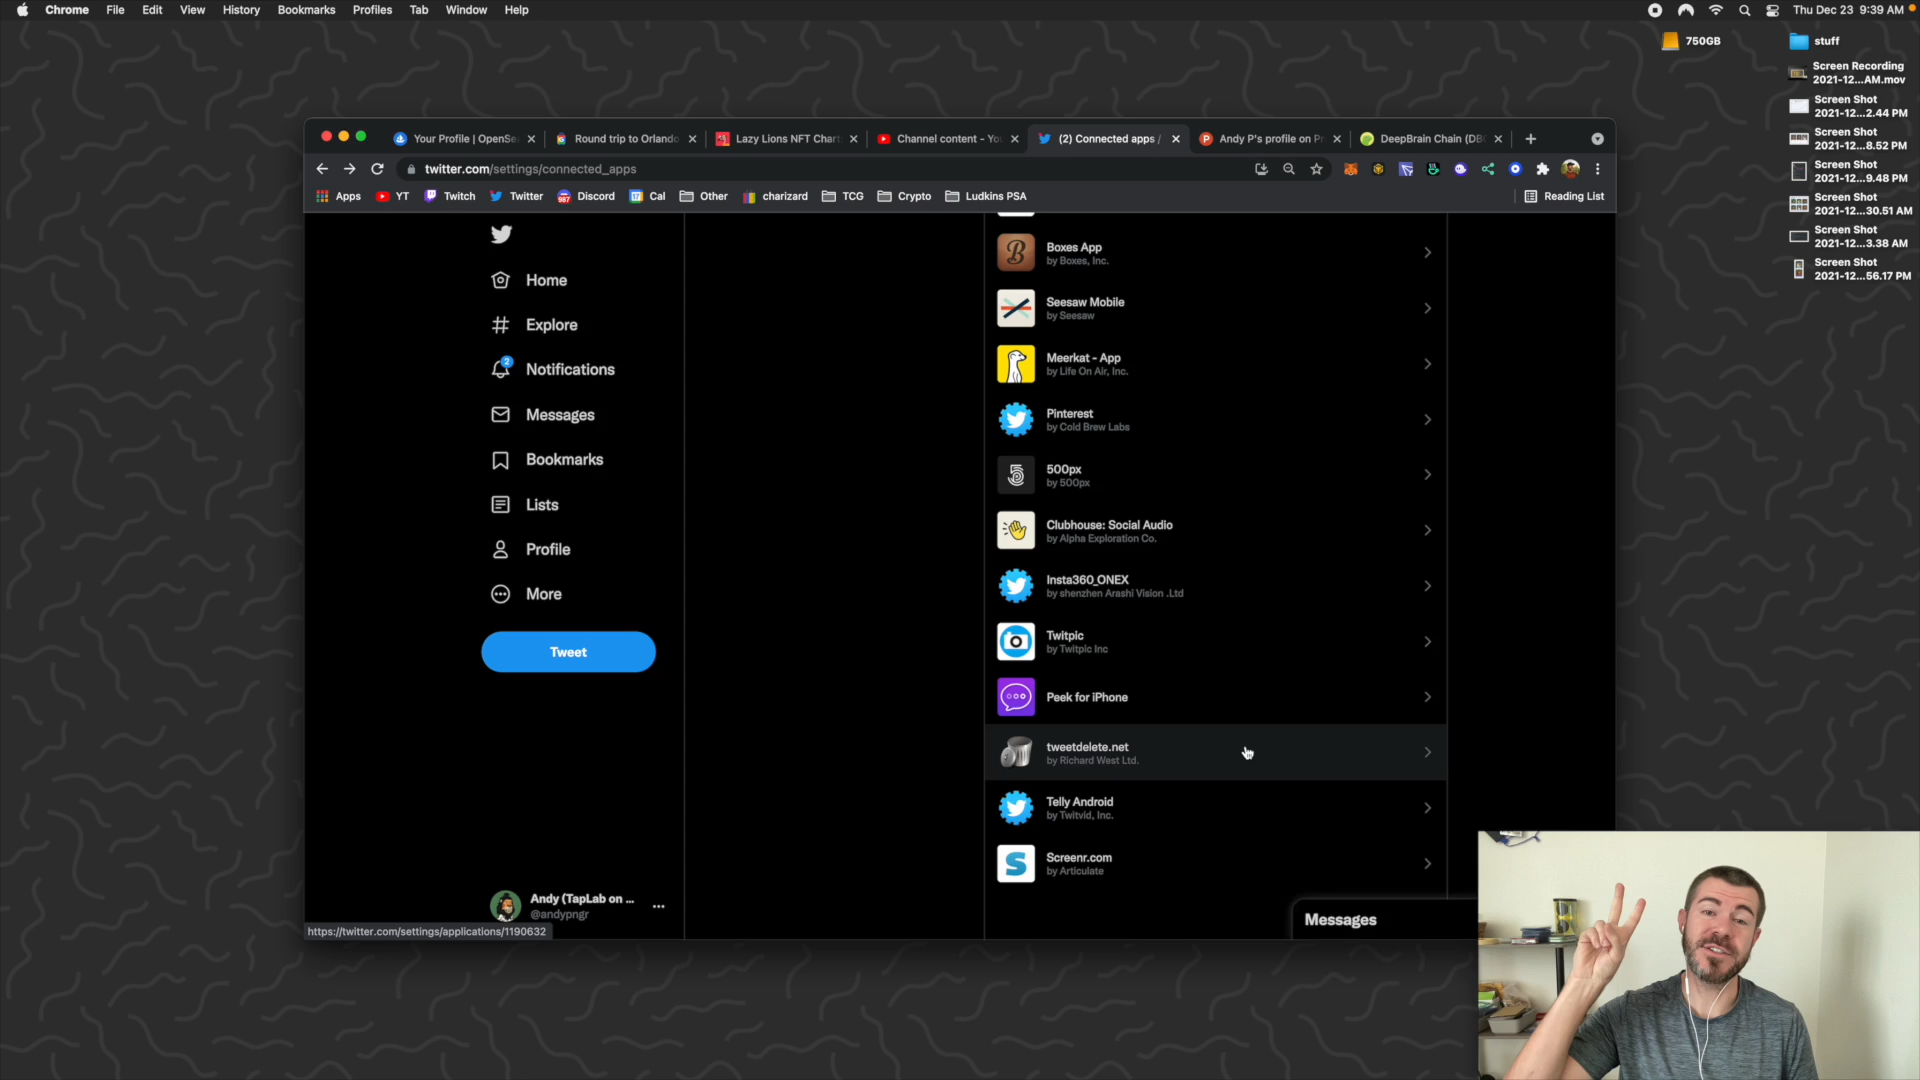 Chrome File Edit View History Bookmarks Profiles Tab Window Help
Thu Dec 23 9:39 AM
750GB
stuff
Screen Recording
2021-12...AM.mov
Screen Shot
2021-12...2.44 PM
Screen Shot
2021-12...8.52 PM
Screen Shot
2021-12...9.48 PM
Screen Shot
2021-12...30.51 AM
Screen Shot
2021-12...3.38 AM
Screen Shot
2021-12...56.17 PM
Your Profile | OpenSe
Round trip to Orlando
Lazy Lions NFT Chart
Channel content - Yo
(2) Connected apps /
Andy P's profile on Pr
DeepBrain Chain (DB
twitter.com/settings/connected_apps
Apps YT Twitch Twitter Discord Cal Other charizard TCG Crypto Ludkins PSA Reading List
Home
Explore
2
Notifications
Messages
Bookmarks
Lists
Profile
More
Tweet
Andy (TapLab on ...
@andypngr
https://twitter.com/settings/applications/1190632
Boxes App
by Boxes, Inc.
Seesaw Mobile
by Seesaw
Meerkat - App
by Life On Air, Inc.
Pinterest
by Cold Brew Labs
500px
by 500px
Clubhouse: Social Audio
by Alpha Exploration Co.
Insta360_ONEX
by shenzhen Arashi Vision .Ltd
Twitpic
by Twitpic Inc
Peek for iPhone
tweetdelete.net
by Richard West Ltd.
Telly Android
by Twitvid, Inc.
Screenr.com
by Articulate
Messages